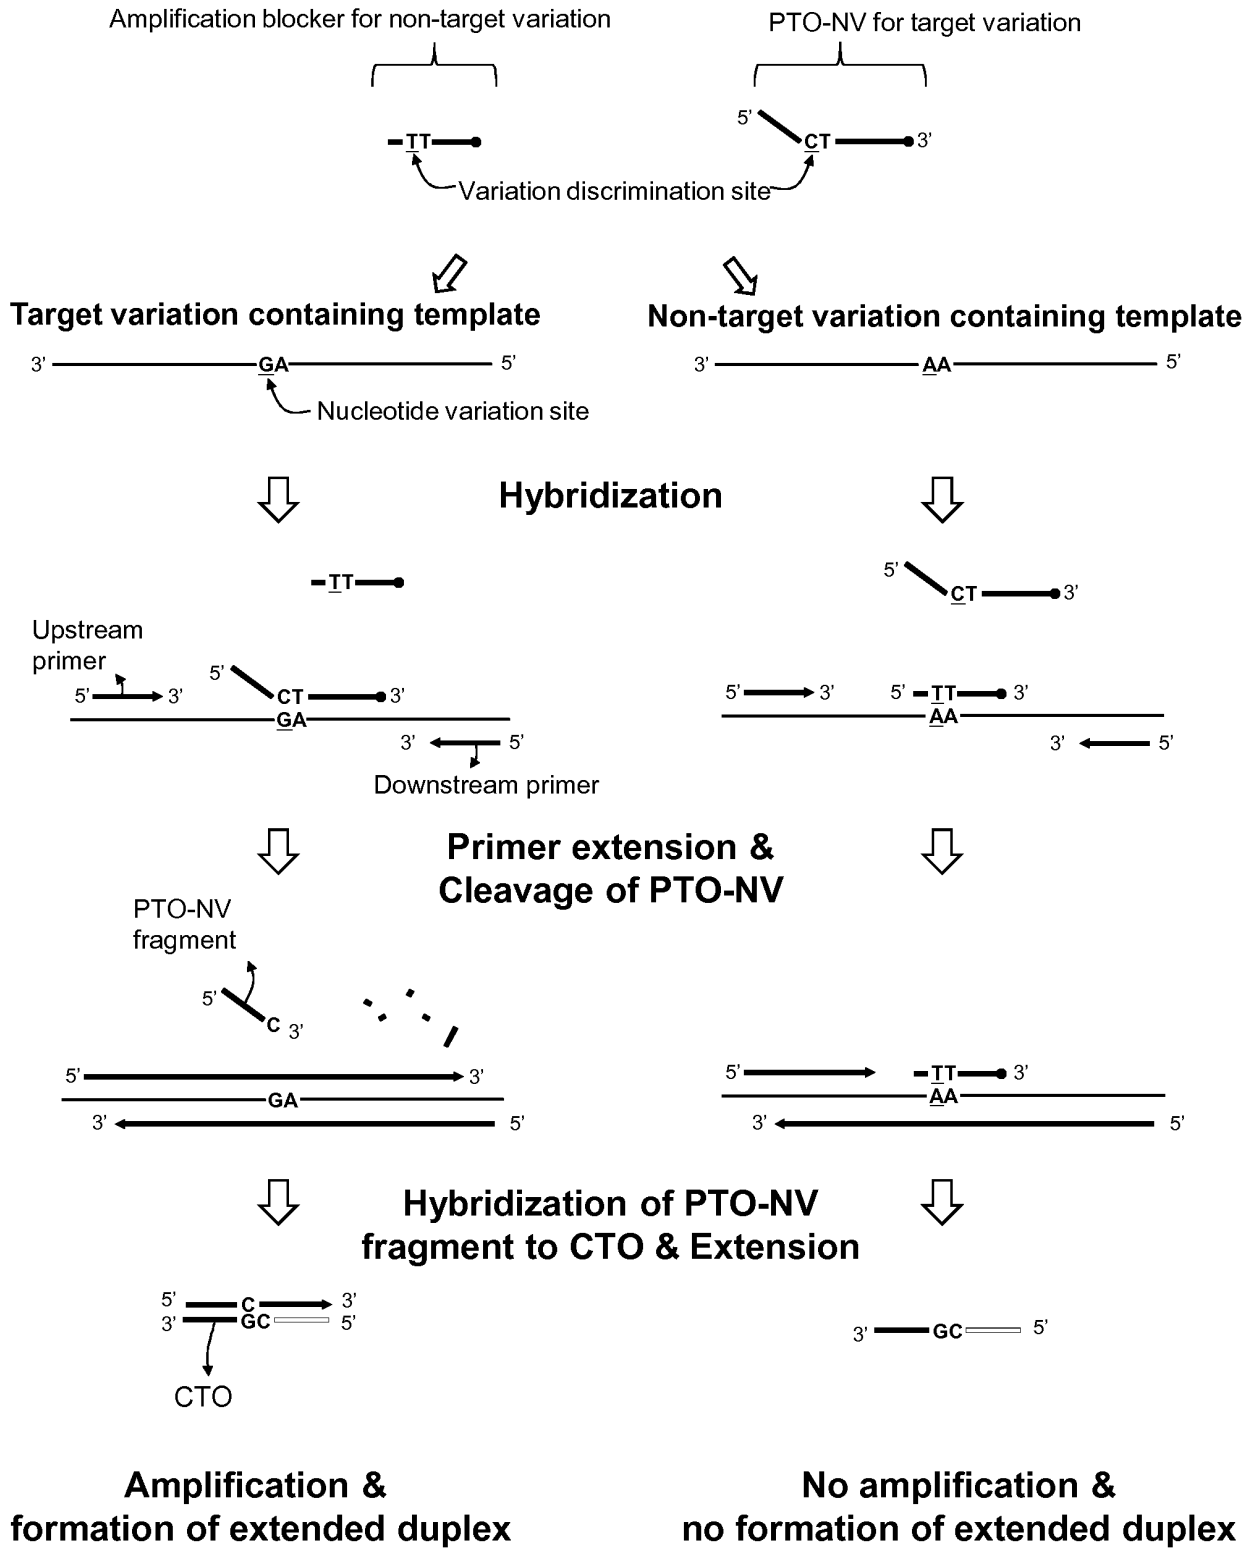 Amplification blocker for non-target variation
PTO-NV for target variation
5’
TT
CT
3’
Variation discrimination site
Target variation containing template
Non-target variation containing template
3’
GA
5’
3’
AA
5’
Nucleotide variation site
Hybridization
TT
5’
CT
3’
Upstream
primer
5’
3’
5’
CT
3’
GA
3’
5’
Downstream primer
5’
3’
5’
TT
3’
AA
3’
5’
Primer extension &
Cleavage of PTO-NV
PTO-NV
fragment
5’
C
3’
5’
3’
GA
3’
5’
5’
TT
3’
AA
3’
5’
Hybridization of PTO-NV
fragment to CTO & Extension
5’
C
3’
3’
GC
5’
CTO
3’
GC
5’
Amplification &
formation of extended duplex
No amplification &
no formation of extended duplex